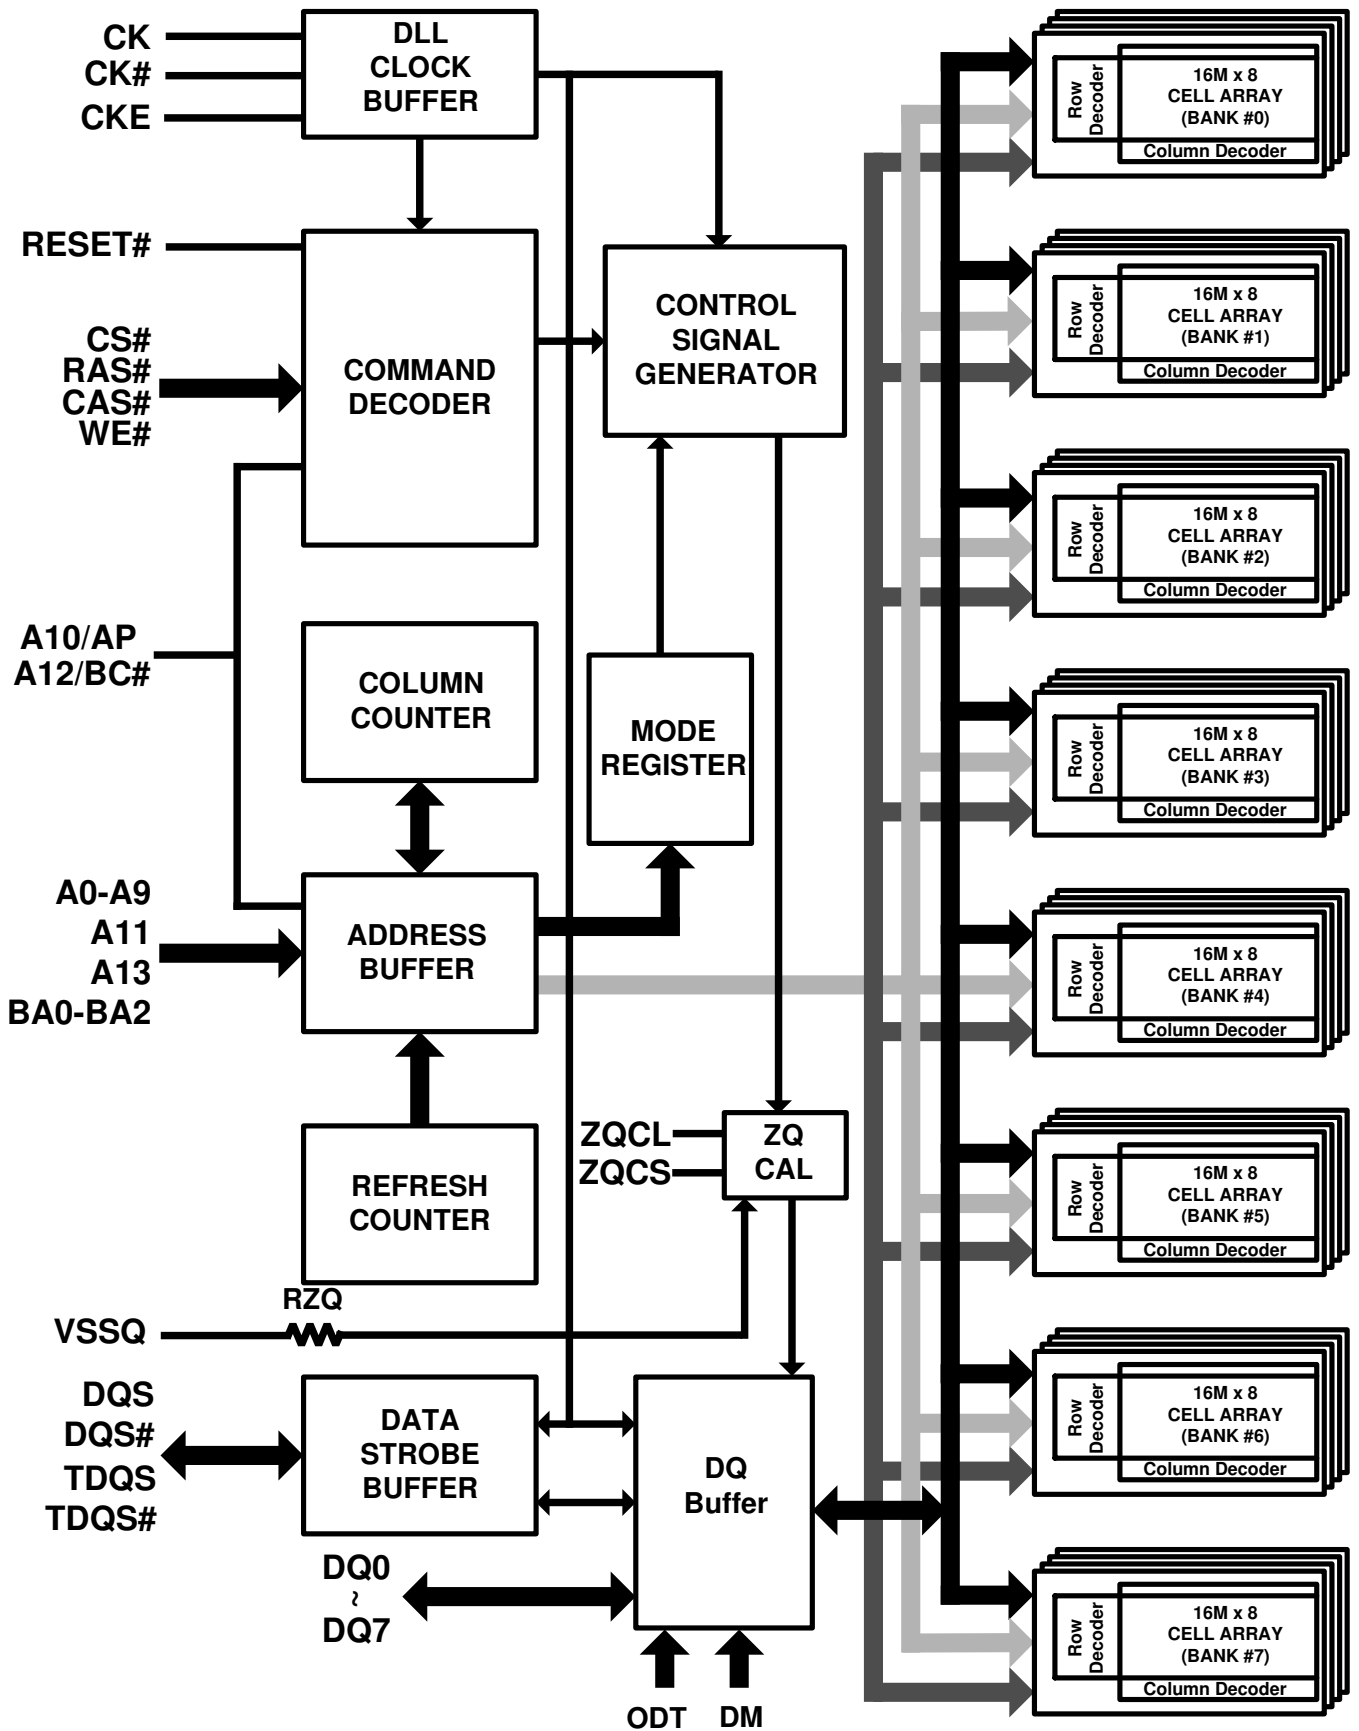 CK
CK#
CKE
DLL
CLOCK
BUFFER
RESET#
CS#
RAS#
CAS#
WE#
COMMAND
DECODER
CONTROL
SIGNAL
GENERATOR
A10/AP
A12/BC#
COLUMN
COUNTER
MODE
REGISTER
A0-A9
A11
A13
BA0-BA2
ADDRESS
BUFFER
REFRESH
COUNTER
ZQCL
ZQCS
ZQ
CAL
RZQ
VSSQ
DQS
DQS#
TDQS
TDQS#
DATA
STROBE
BUFFER
DQ
Buffer
DQ0
~
DQ7
ODT
DM
Row
Decoder
16M x 8
CELL ARRAY
(BANK #0)
Column Decoder
Row
Decoder
16M x 8
CELL ARRAY
(BANK #1)
Column Decoder
Row
Decoder
16M x 8
CELL ARRAY
(BANK #2)
Column Decoder
Row
Decoder
16M x 8
CELL ARRAY
(BANK #3)
Column Decoder
Row
Decoder
16M x 8
CELL ARRAY
(BANK #4)
Column Decoder
Row
Decoder
16M x 8
CELL ARRAY
(BANK #5)
Column Decoder
Row
Decoder
16M x 8
CELL ARRAY
(BANK #6)
Column Decoder
Row
Decoder
16M x 8
CELL ARRAY
(BANK #7)
Column Decoder